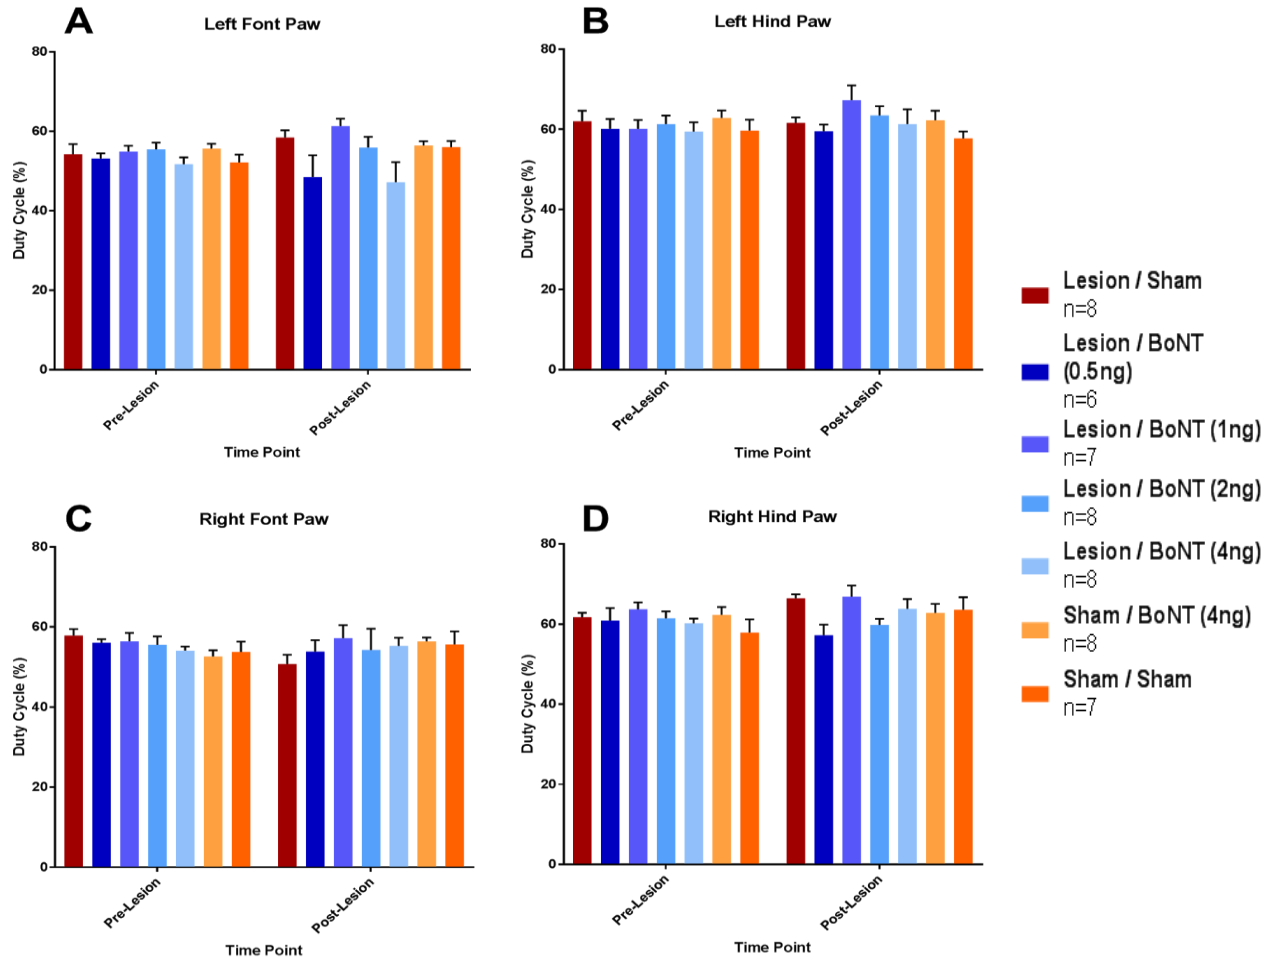 A
Left Font Paw
80
60
40
20
0
Duty Cycle (%)
Pre-Lesion
Post-Lesion
Time Point
B
Left Hind Paw
80
60
40
20
0
Duty Cycle (%)
Pre-Lesion
Post-Lesion
Time Point
C
Right Font Paw
80
60
40
20
0
Duty Cycle (%)
Pre-Lesion
Post-Lesion
Time Point
D
Right Hind Paw
80
60
40
20
0
Duty Cycle (%)
Pre-Lesion
Post-Lesion
Time Point
Lesion / Sham
n=8
Lesion / BoNT
(0.5ng)
n=6
Lesion / BoNT (1ng)
n=7
Lesion / BoNT (2ng)
n=8
Lesion / BoNT (4ng)
n=8
Sham / BoNT (4ng)
n=8
Sham / Sham
n=7